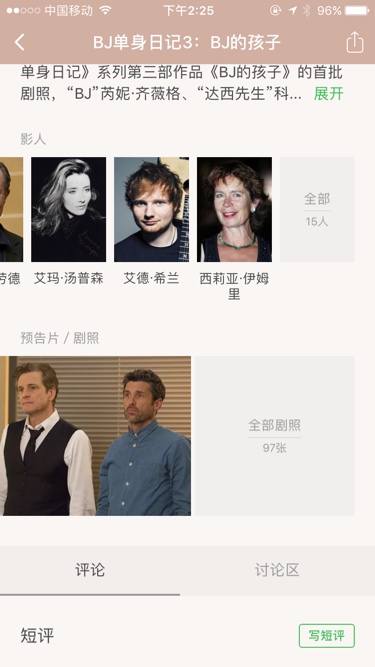 中国移动
下午2:25
96%
BJ单身日记3：BJ的孩子
单身日记》系列第三部作品《BJ的孩子》的首批
剧照，“BJ”芮妮·齐薇格、“达西先生”科... 展开
影人
全部
15人
劳德
艾玛·汤普森
艾德·希兰
西莉亚·伊姆
里
预告片 / 剧照
全部剧照
97张
评论
讨论区
短评
写短评